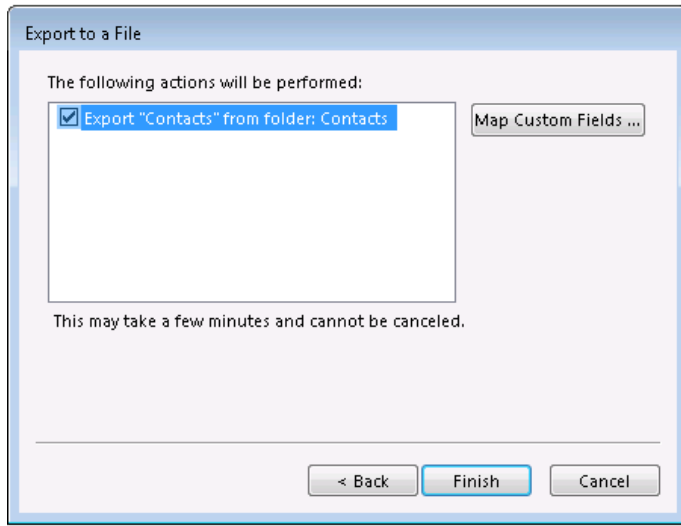 Export to a File
The following actions will be performed:
Export "Contacts" from folder: Contacts
Map Custom Fields ...
This may take a few minutes and cannot be canceled.
< Back
Finish
Cancel